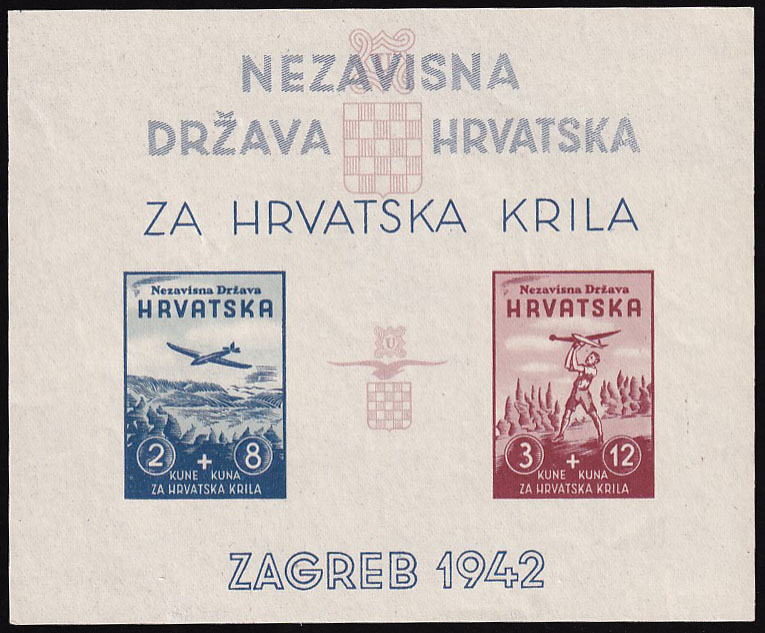 U
NEZAVISNA
DRŽAVA HRVATSKA
ZA HRVATSKA KRILA
Nezavisna Država
HRVATSKA
2 + 8
KUNE KUNA
ZA HRVATSKA KRILA
U
Nezavisna Država
HRVATSKA
3 + 12
KUNE KUNA
ZA HRVATSKA KRILA
ZAGREB 1942